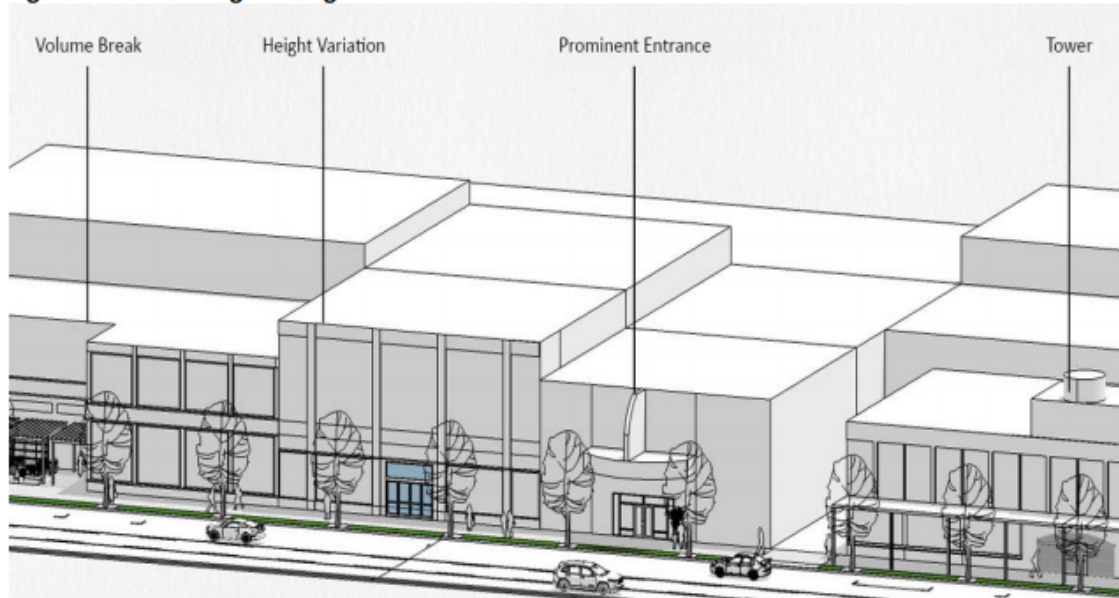 Volume Break
Height Variation
Prominent Entrance
Tower